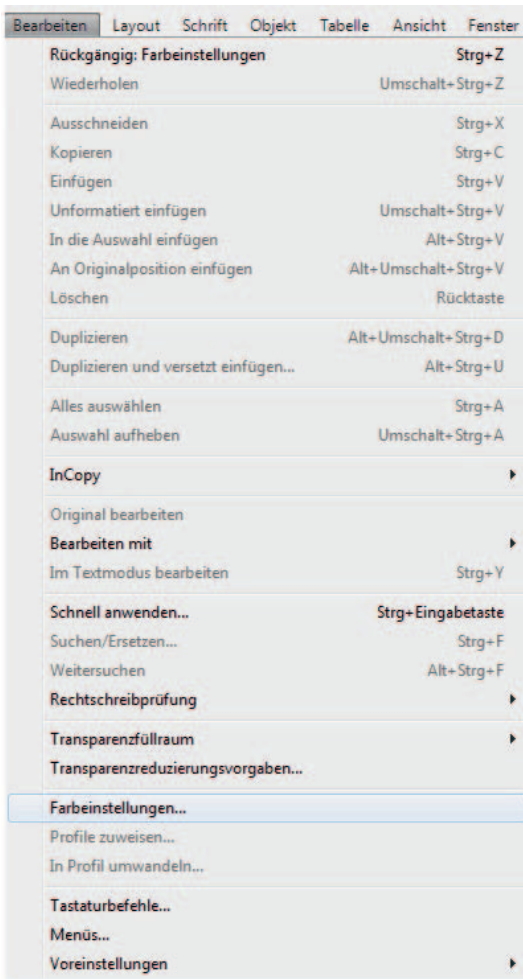 Bearbeiten Layout Schrift Objekt Tabelle Ansicht Fenster
Rückgängig: Farbeinstellungen Strg+Z
Wiederholen Umschalt+Strg+Z
Ausschneiden Strg+X
Kopieren Strg+C
Einfügen Strg+V
Unformatiert einfügen Umschalt+Strg+V
In die Auswahl einfügen Alt+Strg+V
An Originalposition einfügen Alt+Umschalt+Strg+V
Löschen Rücktaste
Duplizieren Alt+Umschalt+Strg+D
Duplizieren und versetzt einfügen... Alt+Strg+U
Alles auswählen Strg+A
Auswahl aufheben Umschalt+Strg+A
InCopy
Original bearbeiten
Bearbeiten mit
Im Textmodus bearbeiten Strg+Y
Schnell anwenden... Strg+Eingabetaste
Suchen/Ersetzen... Strg+F
Weitersuchen Alt+Strg+F
Rechtschreibprüfung
Transparenzfüllraum
Transparenzreduzierungsvorgaben...
Farbeinstellungen...
Profile zuweisen...
In Profil umwandeln...
Tastaturbefehle...
Menüs...
Voreinstellungen